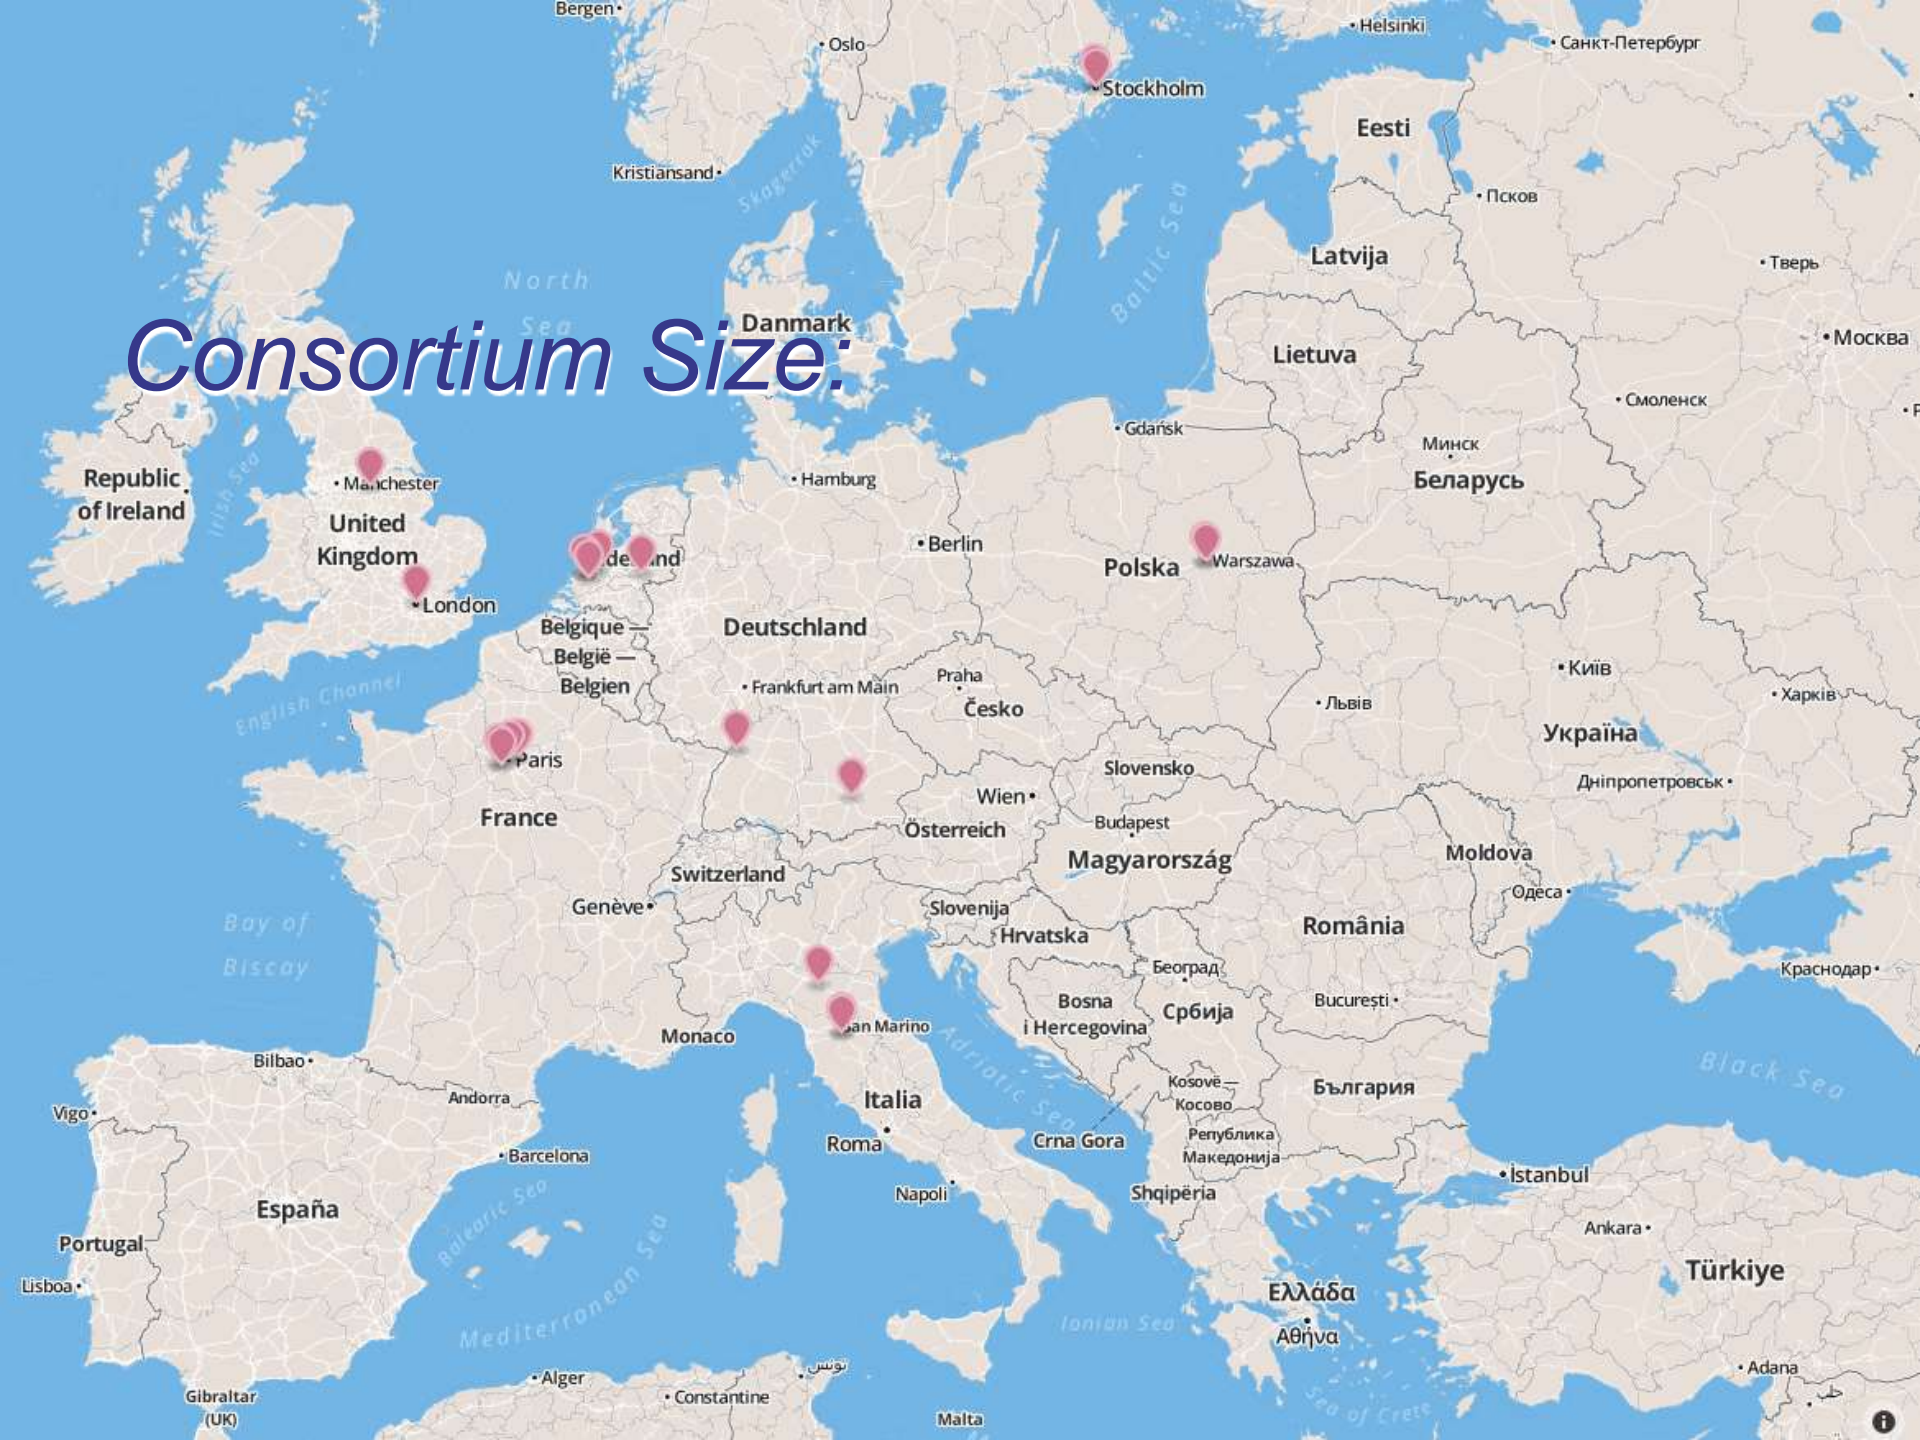 Bergen
Oslo
Helsinki
Санкт-Петербург
Stockholm
Eesti
Kristiansand
Skagerrak
Псков
Baltic Sea
Latvija
Тверь
North
Sea
Danmark
Москва
Consortium Size:
Lietuva
Смоленск
Gdańsk
Минск
Беларусь
Republic
of Ireland
Irish Sea
Manchester
Hamburg
United
Kingdom
Berlin
Polska
Warszawa
London
Belgique —
België —
Belgien
Deutschland
Київ
English Channel
Frankfurt am Main
Praha
Česko
Львів
Харків
Україна
Paris
Slovensko
Дніпропетровськ
France
Wien
Österreich
Budapest
Magyarország
Moldova
Switzerland
Одеса
Genève
Slovenija
Hrvatska
România
Bay of
Biscay
Београд
Краснодар
Bosna
i Hercegovina
Србија
București
San Marino
Monaco
Adriatic Sea
Bilbao
Black Sea
Andorra
Kosovë —
Косово
България
Vigo
Italia
Roma
Crna Gora
Република
Македонија
Barcelona
İstanbul
Napoli
Shqipëria
España
Balearic Sea
Ankara
Portugal
Türkiye
Lisboa
Mediterranean Sea
Ελλάδα
Ionian Sea
Αθήνα
تونس
Alger
Constantine
Adana
حلب
Gibraltar
(UK)
Malta
Sea of Crete